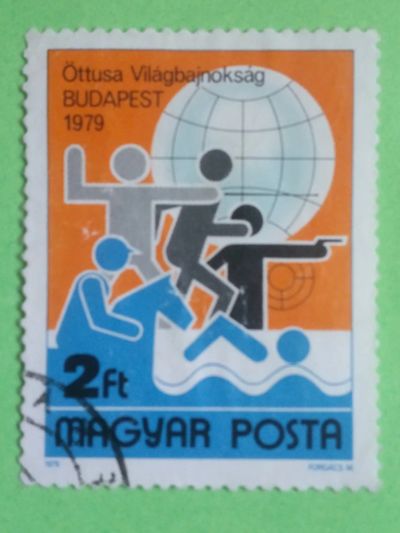 Öttusa Világbajnokság
BUDAPEST
1979
2Ft
MAGYAR POSTA
1979 FORGÁCS M